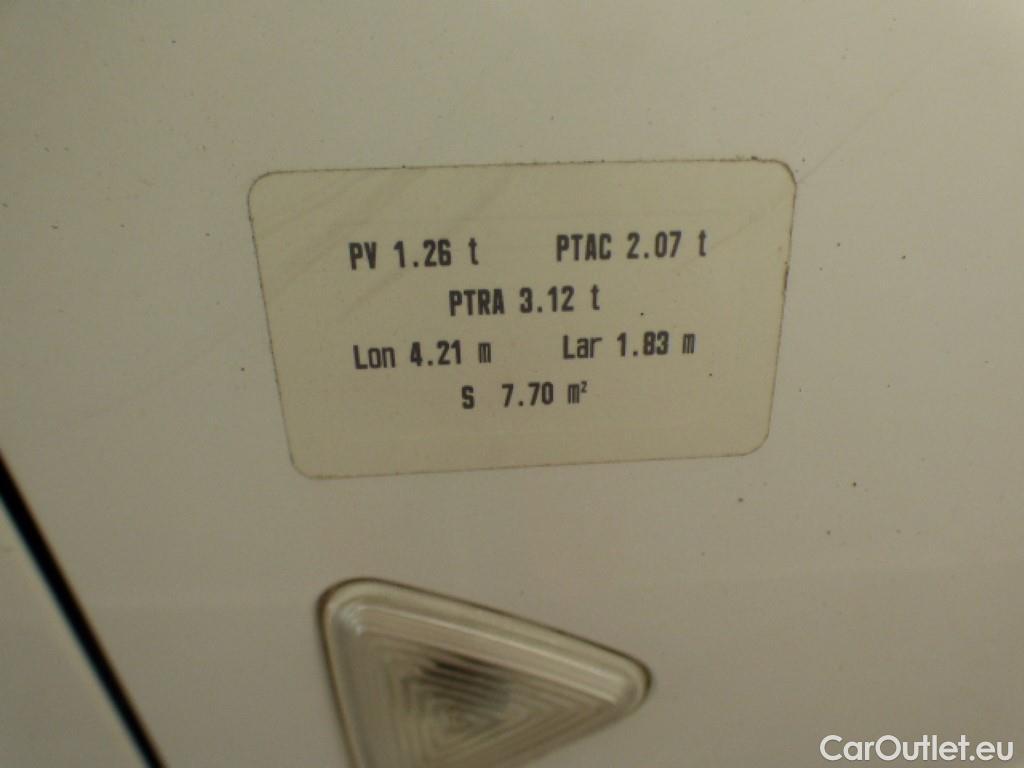 PV 1.26 t PTAC 2.07 t
PTRA 3.12 t
Lon 4.21 m Lar 1.83 m
S 7.70 m²
CarOutlet.eu